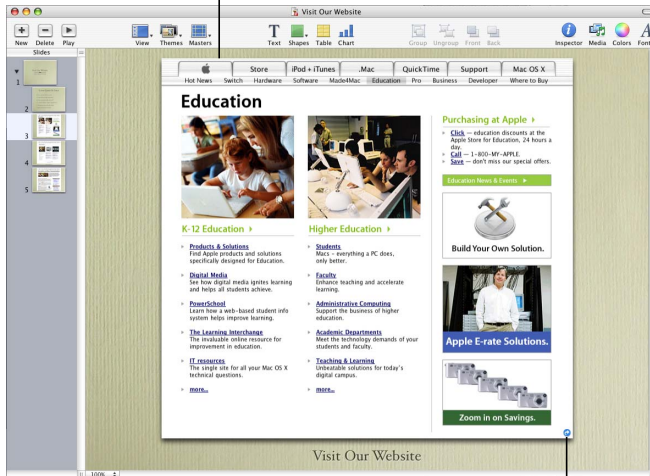 Visit Our Website
New Delete Play View Themes Masters Text Shapes Table Chart Group Ungroup Front Back Inspector Media Colors Font
Slides
1
2
3
4
5
Store iPod + iTunes .Mac QuickTime Support Mac OS X
Hot News Switch Hardware Software Made4Mac Education Pro Business Developer Where to Buy
Education
K-12 Education
Products & Solutions
Find Apple products and solutions
specifically designed for Education.
Digital Media
See how digital media ignites learning
and helps all students achieve.
PowerSchool
Learn how a web-based student info
system helps improve learning.
The Learning Interchange
The invaluable online resource for
improvement in education.
IT resources
The single site for all your Mac OS X
technical questions.
more...
Higher Education
Students
Macs - everything a PC does,
only better.
Faculty
Enhance teaching and accelerate
learning.
Administrative Computing
Support the business of higher
education.
Academic Departments
Meet the technology demands of your
students and faculty.
Teaching & Learning
Unbeatable solutions for today's
digital campus.
more...
Purchasing at Apple
Click — education discounts at the
Apple Store for Education, 24 hours a
day.
Call — 1-800-MY-
APPLE.
Save — don't miss our special offers.
Education News & Events
Build Your Own Solution.
Apple E-rate Solutions.
Zoom in on Savings.
Visit Our Website
100%